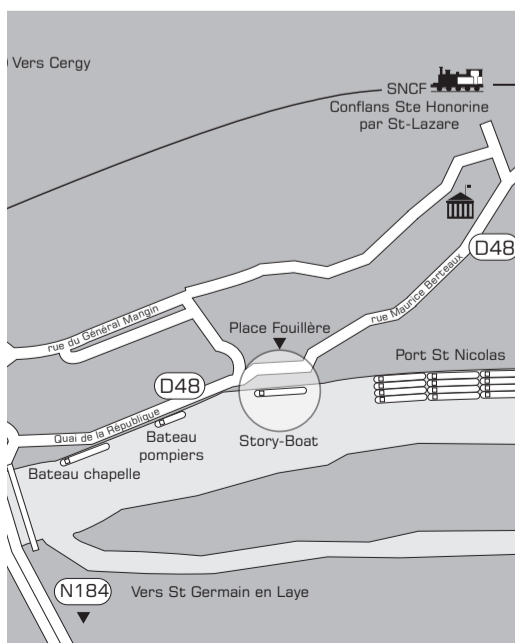 Vers Cergy
SNCF
Conflans Ste Honorine
par St-Lazare
D48
rue Maurice Berteaux
rue du Général Mangin
Place Fouillère
Port St Nicolas
D48
Quai de la République
Bateau
pompiers
Story-Boat
Bateau chapelle
N184
Vers St Germain en Laye